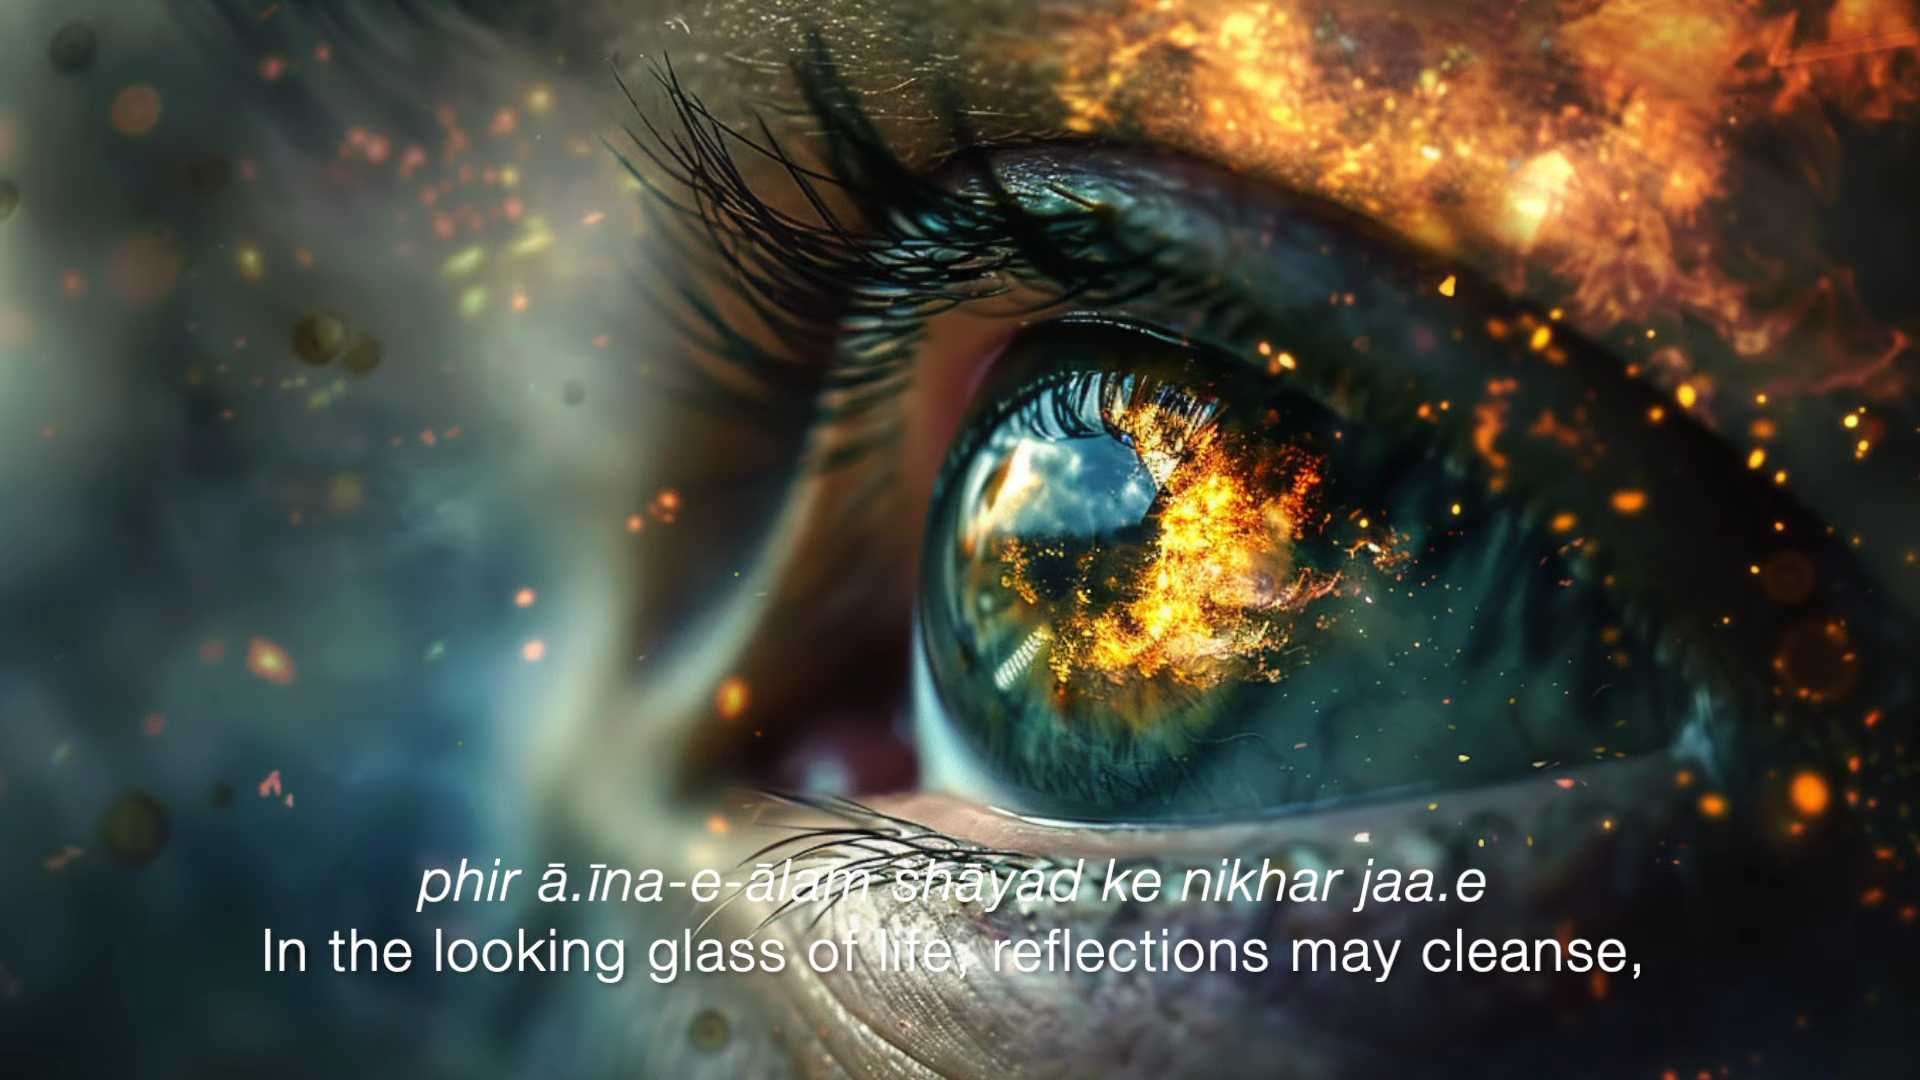 phir ā.īna-e-ālam shāyad ke nikhar jaa.e
In the looking glass of life, reflections may cleanse,